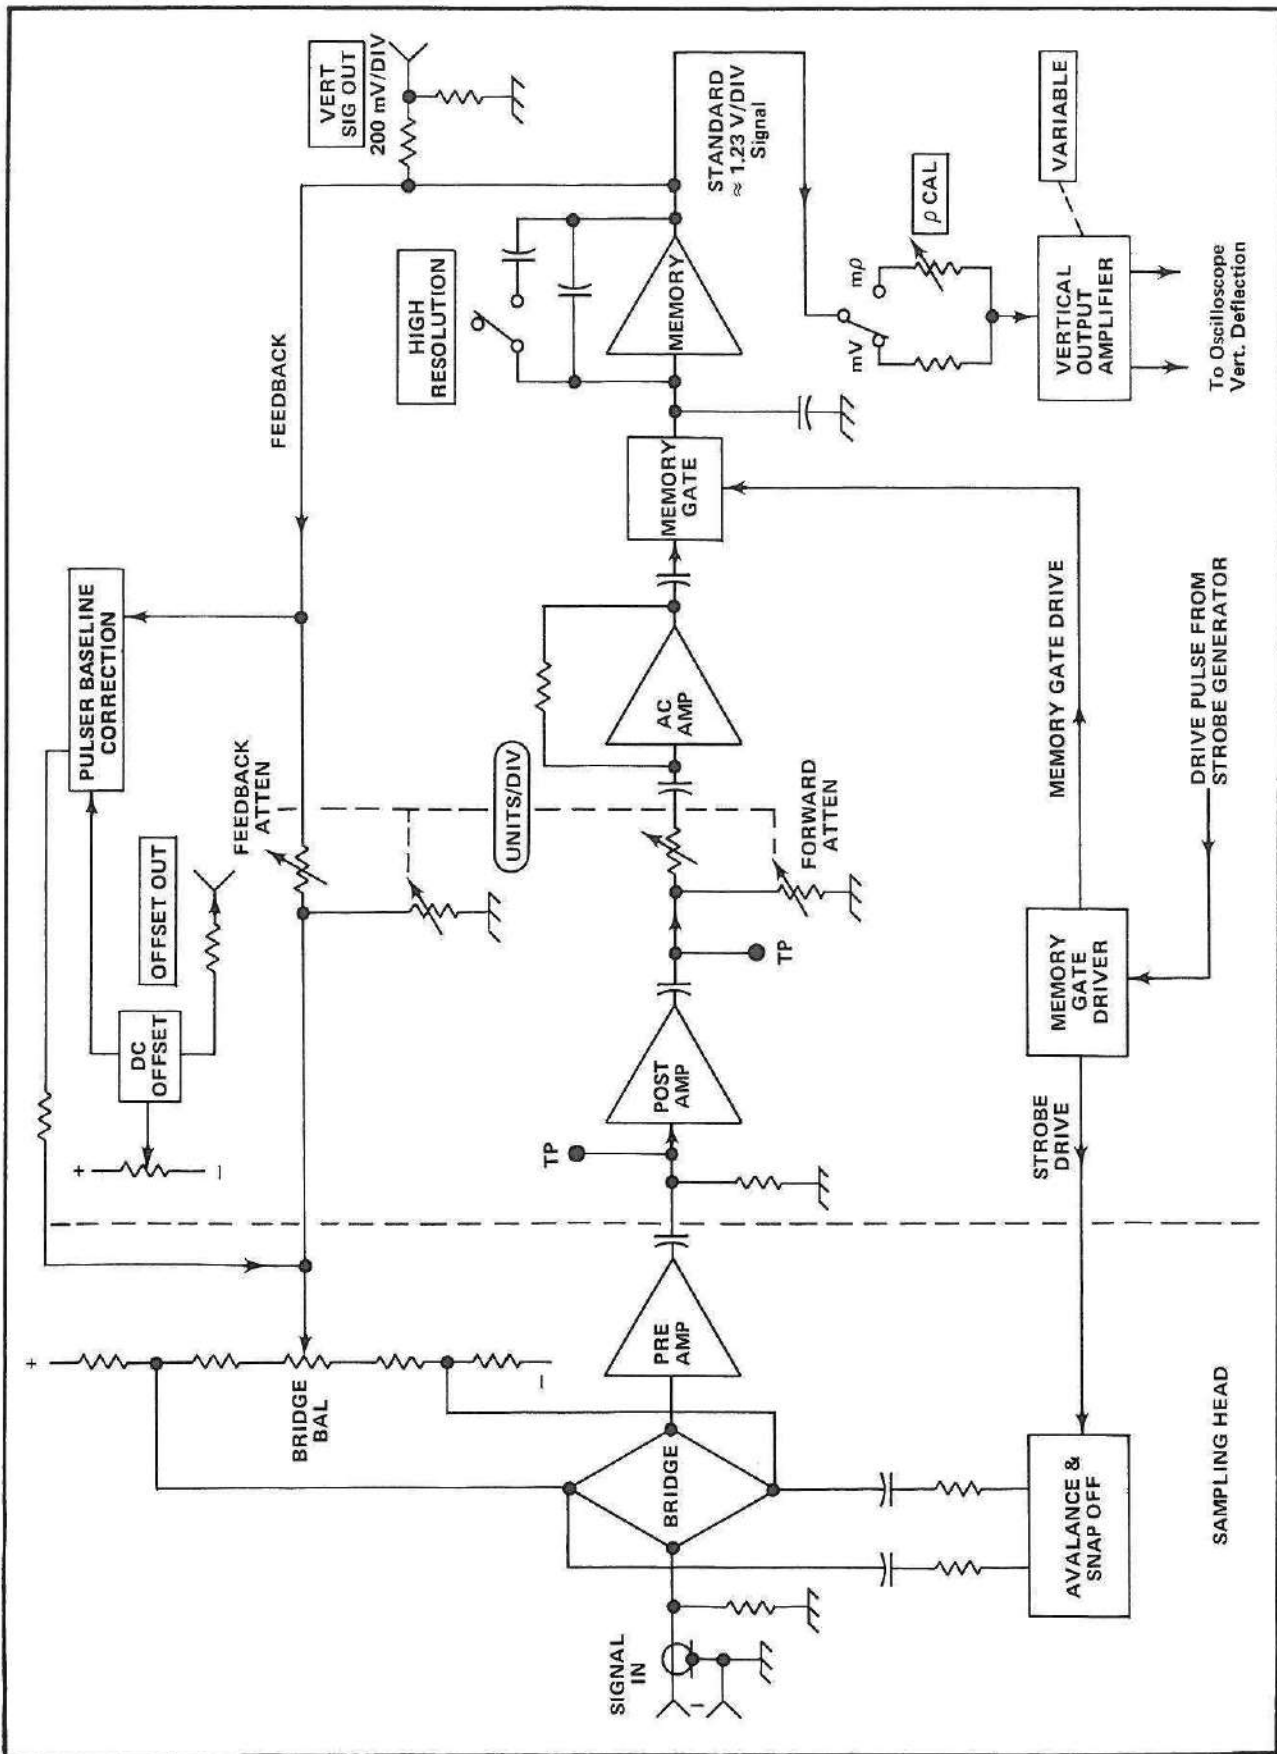 VERT
SIG OUT
200 mV/DIV
FEEDBACK
HIGH
RESOLUTION
STANDARD
≈ 1.23 V/DIV
Signal
MEMORY
mV
mρ
ρ CAL
VARIABLE
VERTICAL
OUTPUT
AMPLIFIER
To Oscilloscope
Vert. Deflection
PULSER BASELINE
CORRECTION
OFFSET OUT
FEEDBACK
ATTEN
DC
OFFSET
+
−
UNITS/DIV
MEMORY
GATE
AC
AMP
FORWARD
ATTEN
TP
POST
AMP
TP
MEMORY GATE DRIVE
DRIVE PULSE FROM
STROBE GENERATOR
MEMORY
GATE
DRIVER
STROBE
DRIVE
+
−
BRIDGE
BAL
PRE
AMP
BRIDGE
SIGNAL
IN
AVALANCE &
SNAP OFF
SAMPLING HEAD